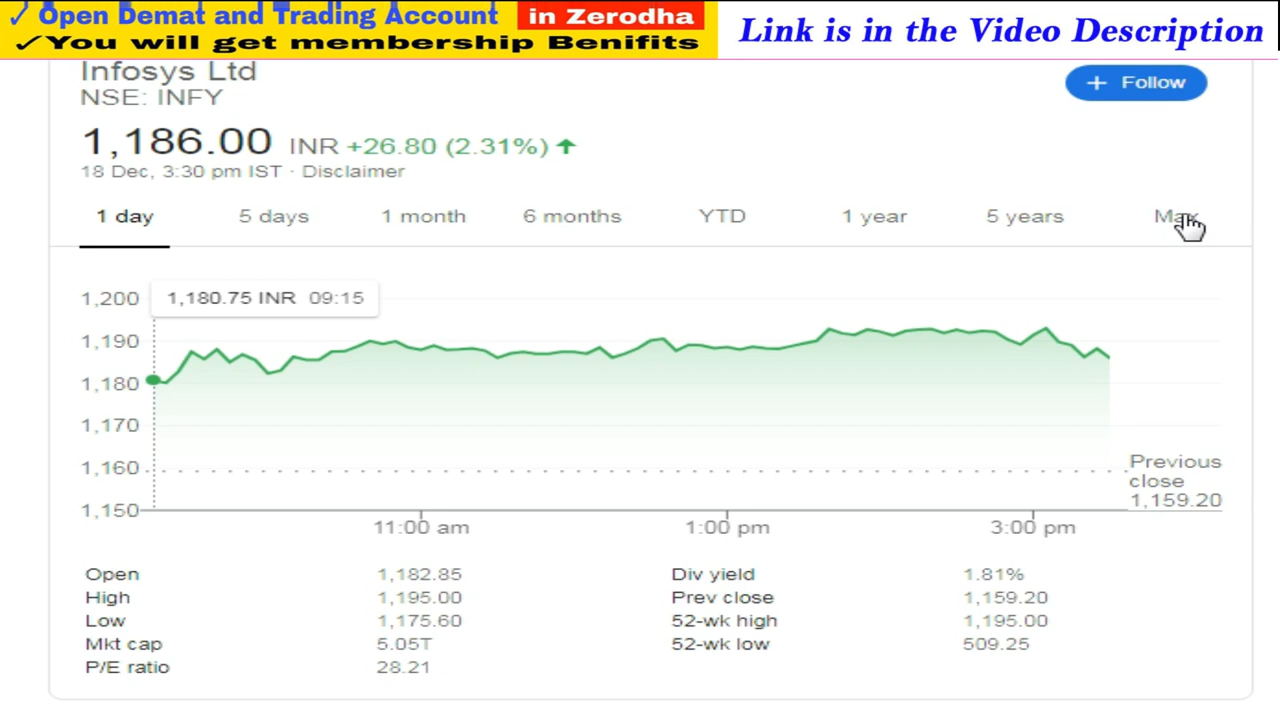 ✓ Open Demat and Trading Account in Zerodha
✓You will get membership Benifits
Link is in the Video Description
Infosys Ltd
NSE: INFY
+ Follow
1,186.00 INR +26.80 (2.31%) ↑
18 Dec, 3:30 pm IST · Disclaimer
1 day 5 days 1 month 6 months YTD 1 year 5 years Max
1,180.75 INR 09:15
1,200
1,190
1,180
1,170
1,160
1,150
Previous
close
1,159.20
11:00 am 1:00 pm 3:00 pm
Open 1,182.85 Div yield 1.81%
High 1,195.00 Prev close 1,159.20
Low 1,175.60 52-wk high 1,195.00
Mkt cap 5.05T 52-wk low 509.25
P/E ratio 28.21